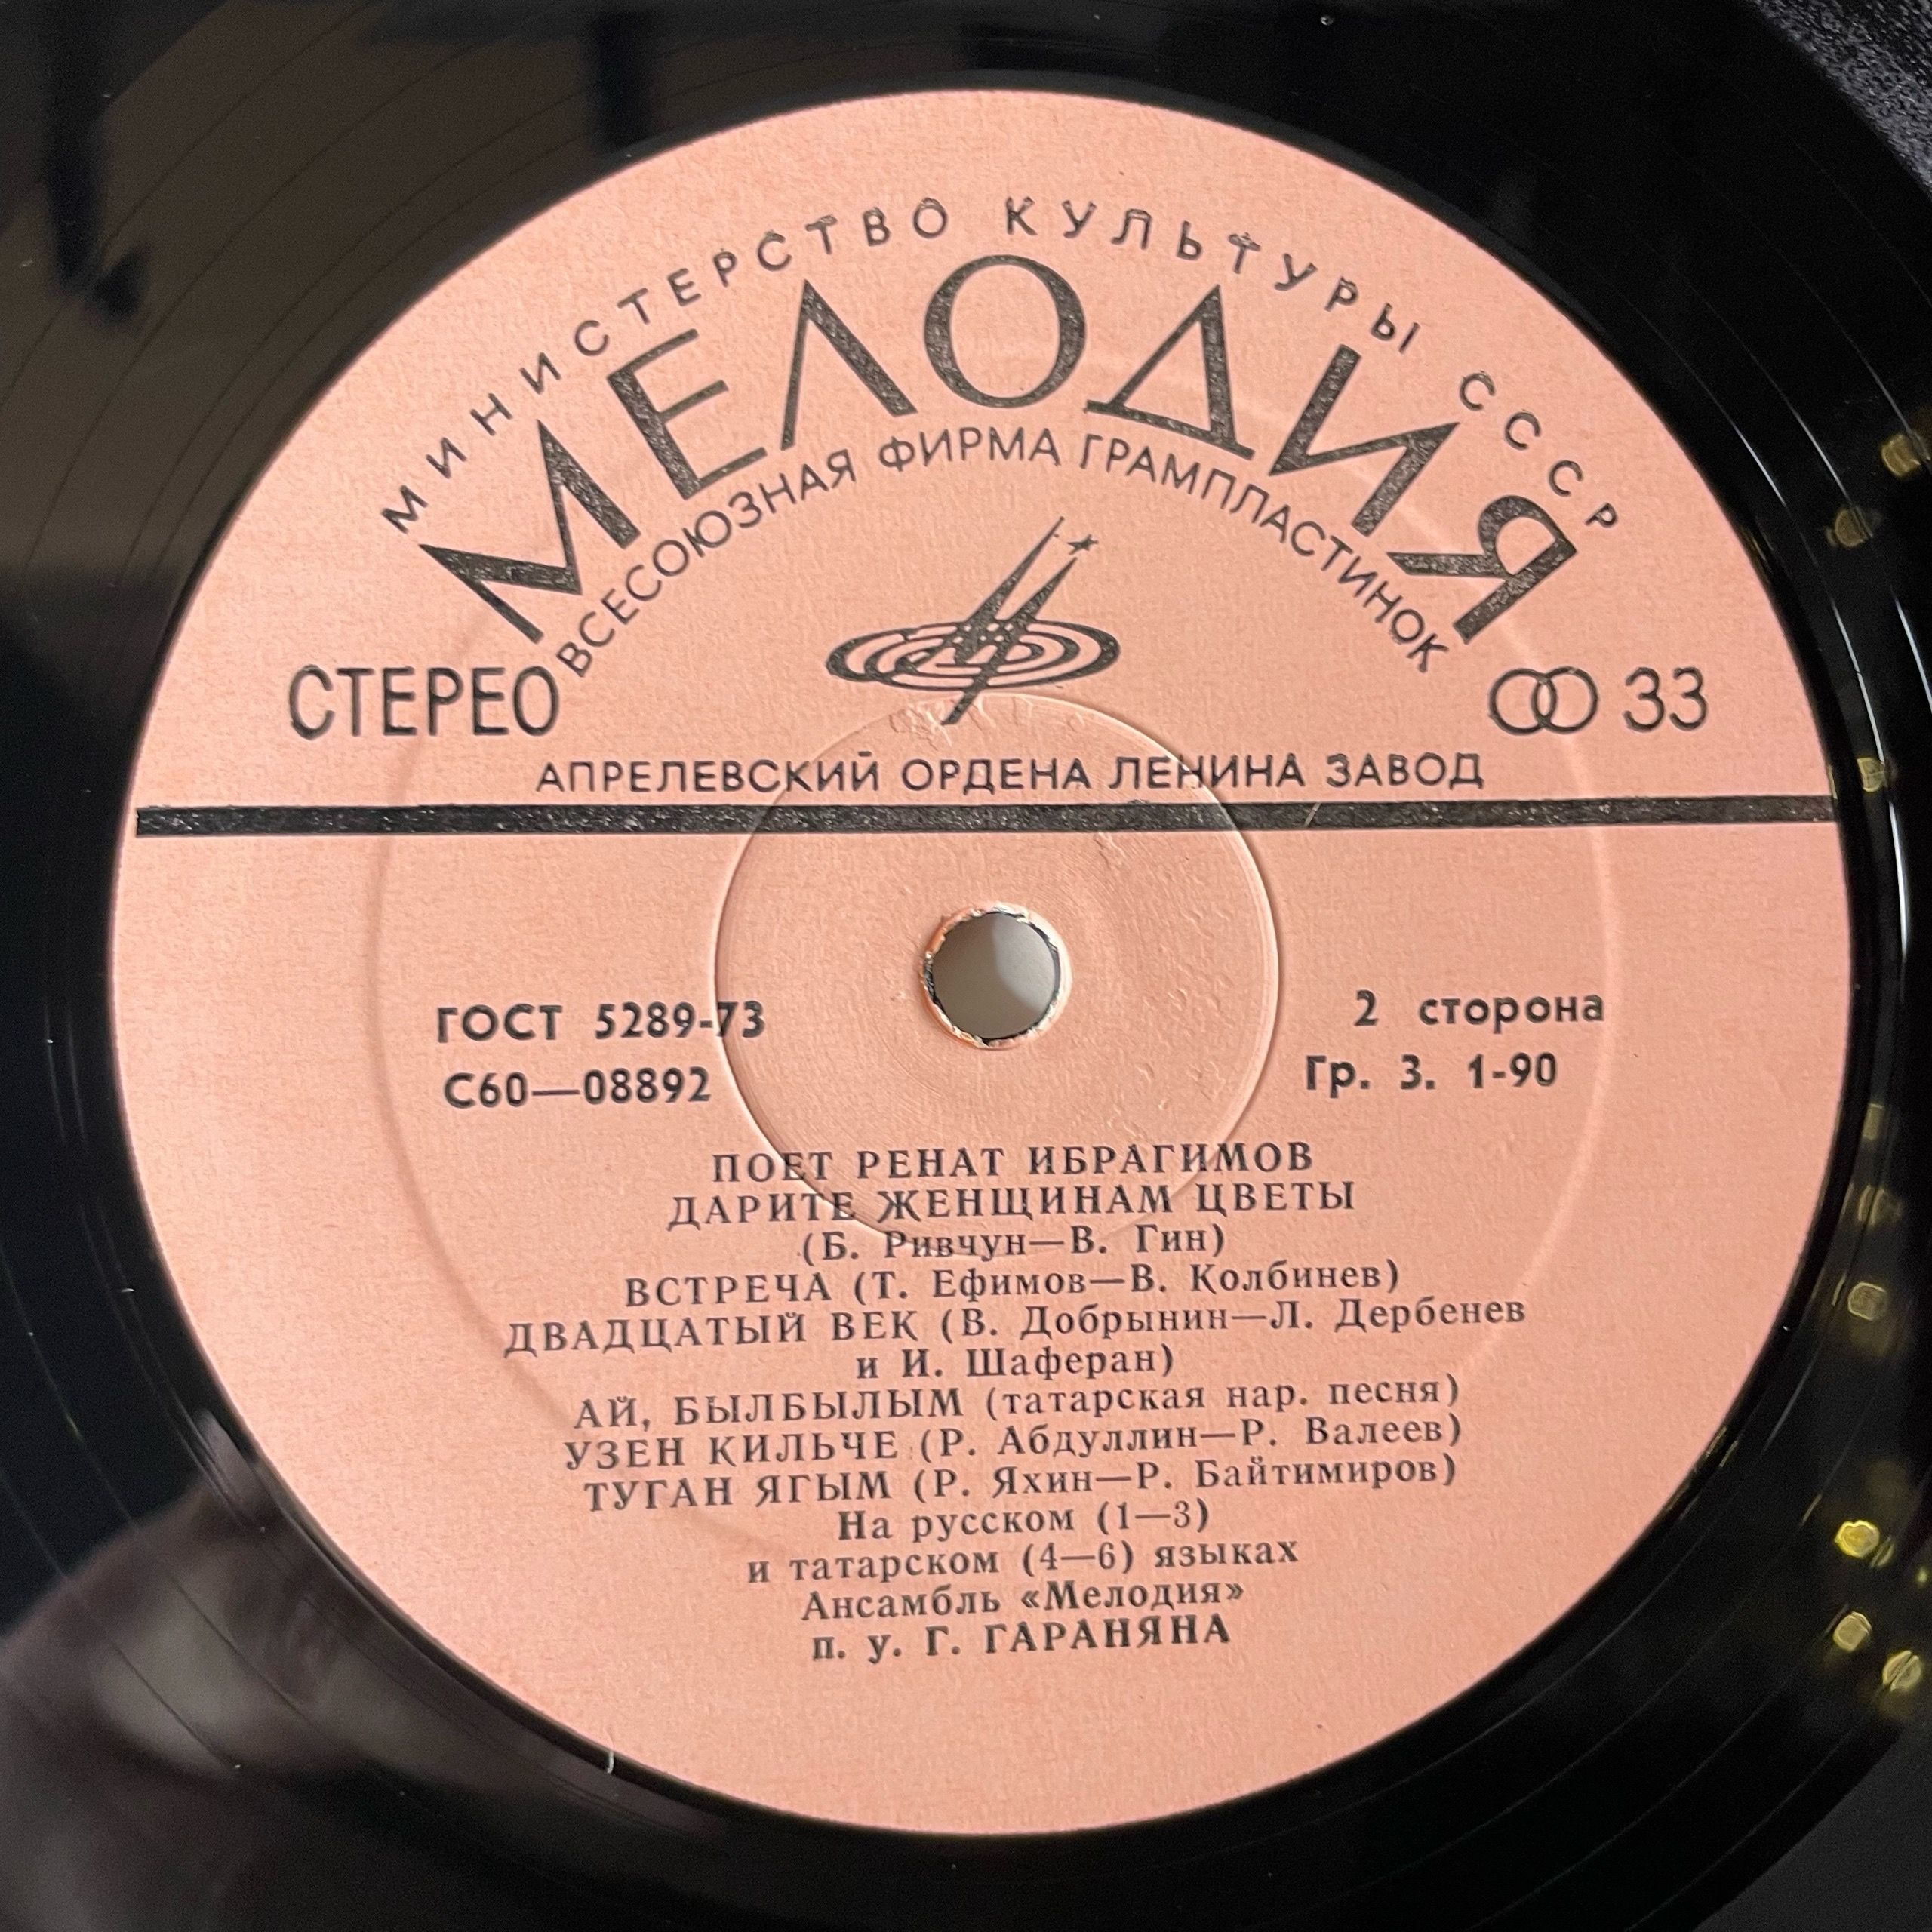 МИНИСТЕРСТВО КУЛЬТУРЫ СССР
МЕЛОДИЯ
ВСЕСОЮЗНАЯ ФИРМА ГРАМПЛАСТИНОК
СТЕРЕО
33
АПРЕЛЕВСКИЙ ОРДЕНА ЛЕНИНА ЗАВОД
ГОСТ 5289-73
2 сторона
С60—08892
Гр. 3. 1-90
ПОЕТ РЕНАТ ИБРАГИМОВ
ДАРИТЕ ЖЕНЩИНАМ ЦВЕТЫ
(Б. Ривчун—В. Гин)
ВСТРЕЧА (Т. Ефимов—В. Колбинев)
ДВАДЦАТЫЙ ВЕК (В. Добрынин—Л. Дербенев
и И. Шаферан)
АЙ, БЫЛБЫЛЫМ (татарская нар. песня)
УЗЕН КИЛЬЧЕ (Р. Абдуллин—Р. Валеев)
ТУГАН ЯГЫМ (Р. Яхин—Р. Байтимиров)
На русском (1—3)
и татарском (4—6) языках
Ансамбль «Мелодия»
п. у. Г. ГАРАНЯНА